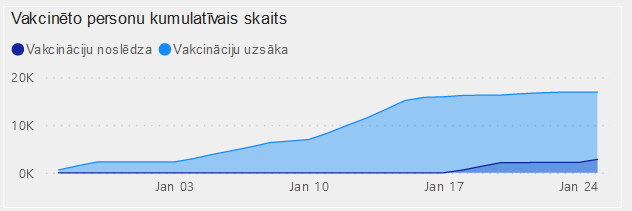 Vakcinēto personu kumulatīvais skaits
Vakcināciju noslēdza Vakcināciju uzsāka
20K
10K
0K
Jan 03 Jan 10 Jan 17 Jan 24